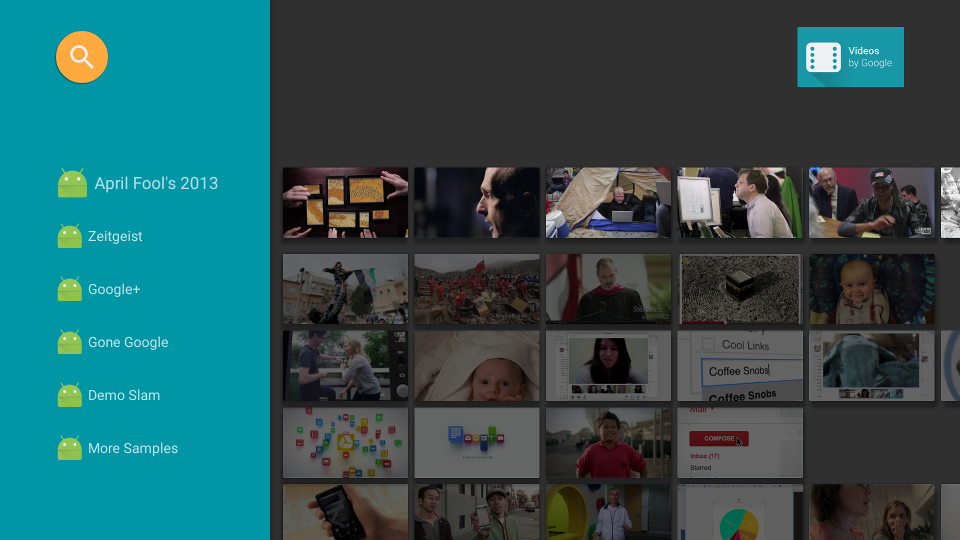 Videos
by Google
April Fool's 2013
Zeitgeist
Google+
Gone Google
Demo Slam
More Samples
YouTube
Cool Links
Coffee Snobs
Coffee Snobs
Mail
COMPOSE
Inbox (17)
Starred